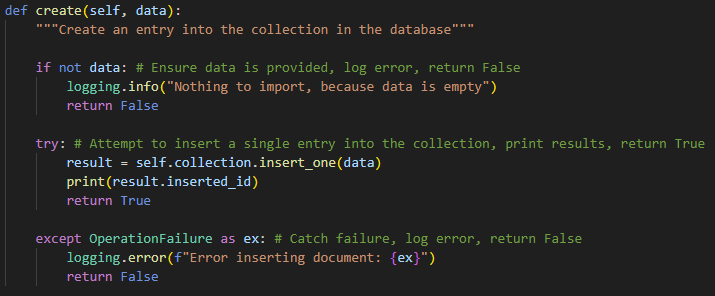 def create(self, data):
    """Create an entry into the collection in the database"""
    if not data: # Ensure data is provided, log error, return False
        logging.info("Nothing to import, because data is empty")
        return False
    try: # Attempt to insert a single entry into the collection, print results, return True
        result = self.collection.insert_one(data)
        print(result.inserted_id)
        return True
    except OperationFailure as ex: # Catch failure, log error, return False
        logging.error(f"Error inserting document: {ex}")
        return False